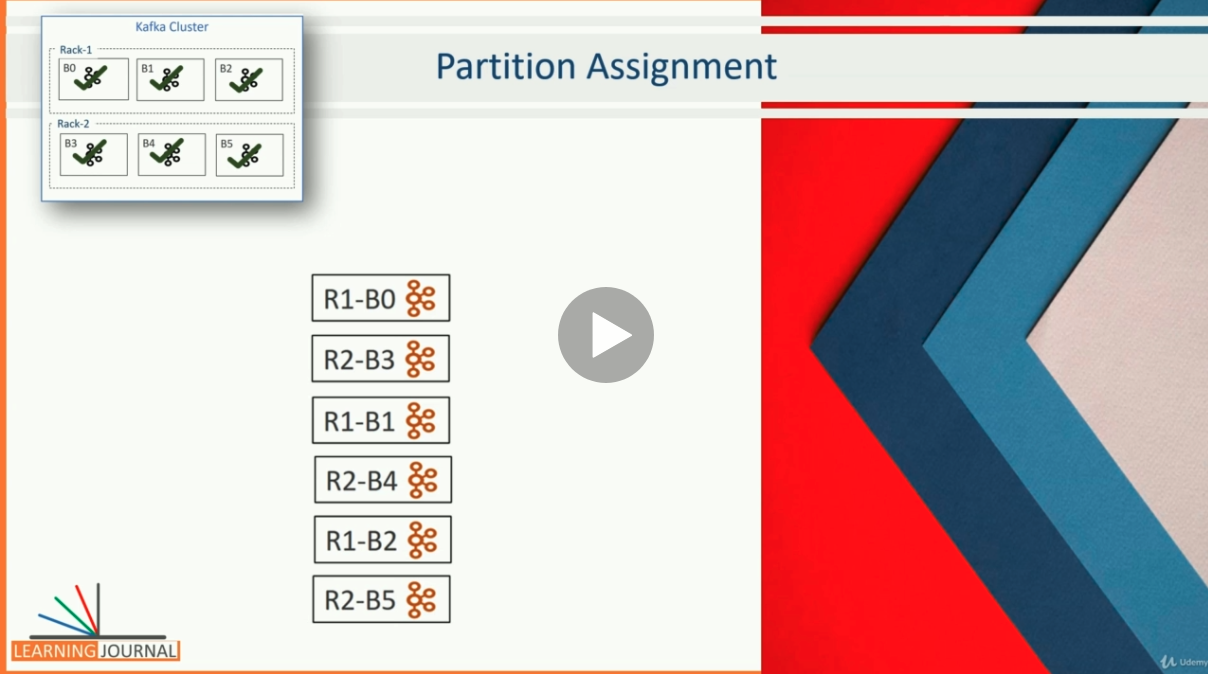 Kafka Cluster
Rack-1
B0
B1
B2
Rack-2
B3
B4
B5
Partition Assignment
R1-B0
R2-B3
R1-B1
R2-B4
R1-B2
R2-B5
LEARNING JOURNAL
Udemy